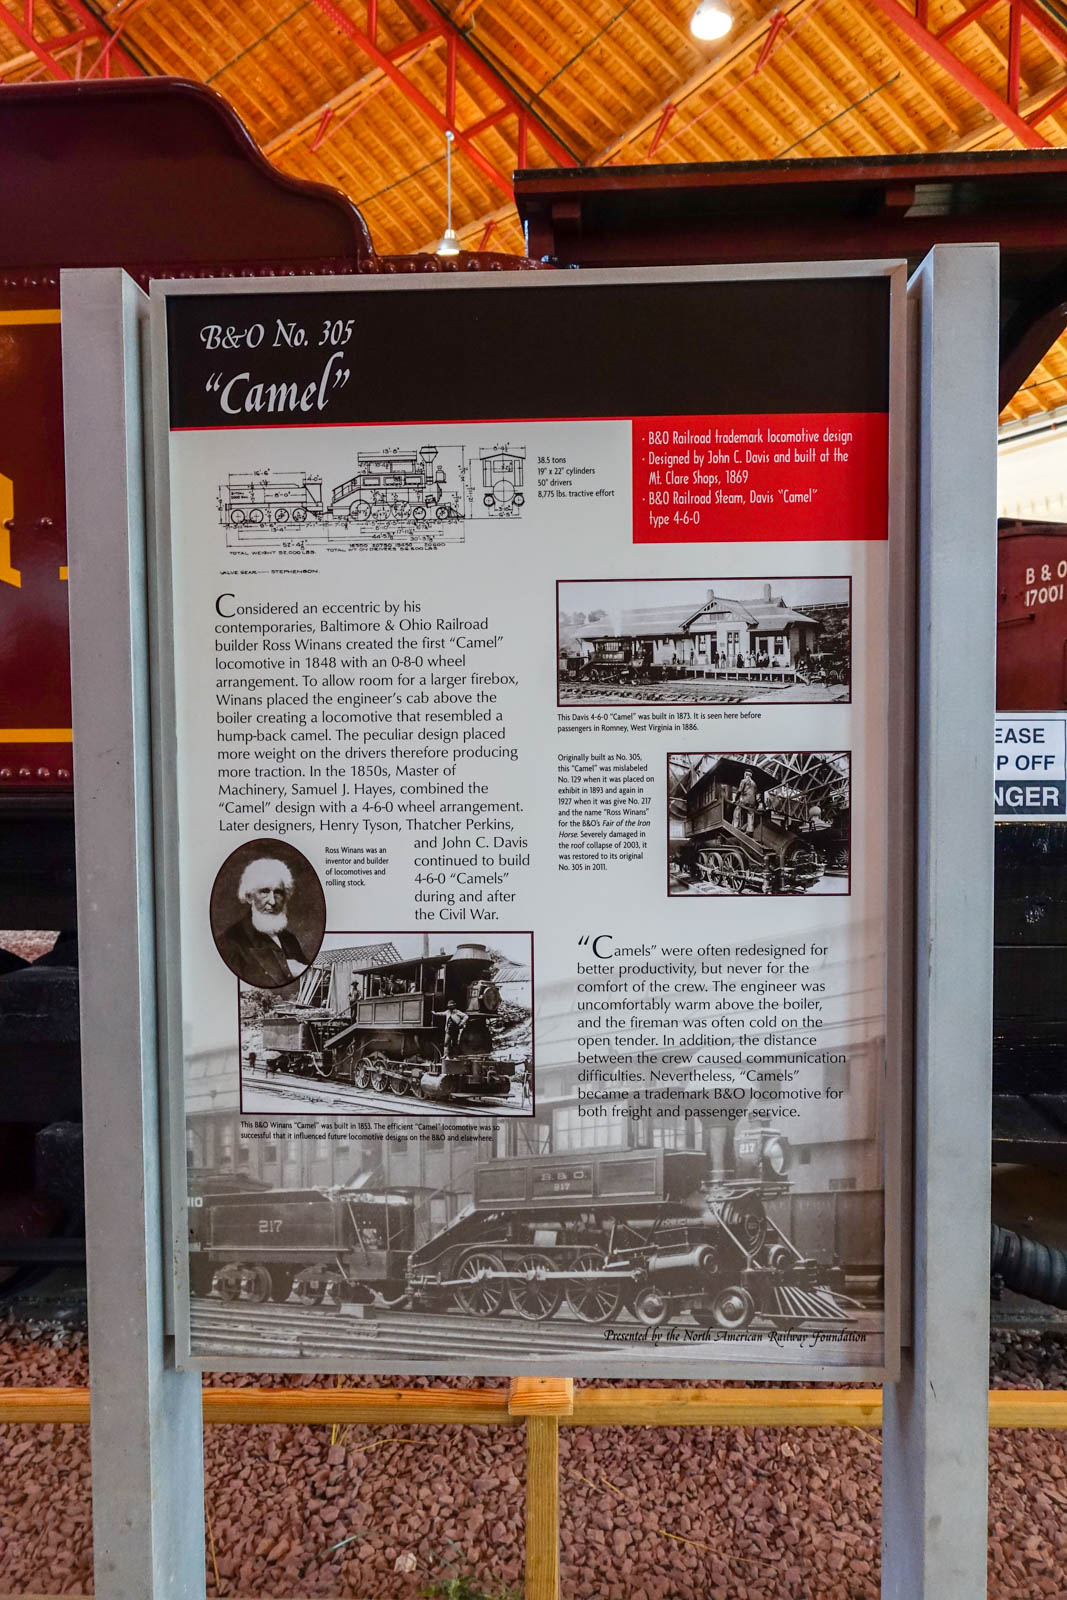 B&O No. 305
"Camel"
· B&O Railroad trademark locomotive design
· Designed by John C. Davis and built at the
Mt. Clare Shops, 1869
· B&O Railroad Steam, Davis "Camel"
type 4-6-0
38.5 tons
19" x 22" cylinders
50" drivers
8,775 lbs. tractive effort
TOTAL WEIGHT 52,000 LBS.
VALVE GEAR — STEPHENSON.
Considered an eccentric by his
contemporaries, Baltimore & Ohio Railroad
builder Ross Winans created the first "Camel"
locomotive in 1848 with an 0-8-0 wheel
arrangement. To allow room for a larger firebox,
Winans placed the engineer's cab above the
boiler creating a locomotive that resembled a
hump-back camel. The peculiar design placed
more weight on the drivers therefore producing
more traction. In the 1850s, Master of
Machinery, Samuel J. Hayes, combined the
"Camel" design with a 4-6-0 wheel arrangement.
Later designers, Henry Tyson, Thatcher Perkins,
and John C. Davis
continued to build
4-6-0 "Camels"
during and after
the Civil War.
Ross Winans was an
inventor and builder
of locomotives and
rolling stock.
This B&O Winans "Camel" was built in 1853. The efficient "Camel" locomotive was so
successful that it influenced future locomotive designs on the B&O and elsewhere.
This Davis 4-6-0 "Camel" was built in 1873. It is seen here before
passengers in Romney, West Virginia in 1886.
Originally built as No. 305,
this "Camel" was mislabeled
No. 129 when it was placed on
exhibit in 1893 and again in
1927 when it was give No. 217
and the name "Ross Winans"
for the B&O's Fair of the Iron
Horse. Severely damaged in
the roof collapse of 2003, it
was restored to its original
No. 305 in 2011.
"Camels" were often redesigned for
better productivity, but never for the
comfort of the crew. The engineer was
uncomfortably warm above the boiler,
and the fireman was often cold on the
open tender. In addition, the distance
between the crew caused communication
difficulties. Nevertheless, "Camels"
became a trademark B&O locomotive for
both freight and passenger service.
217
B. & O.
217
217
Presented by the North American Railway Foundation
B & O
17001
EASE
P OFF
NGER